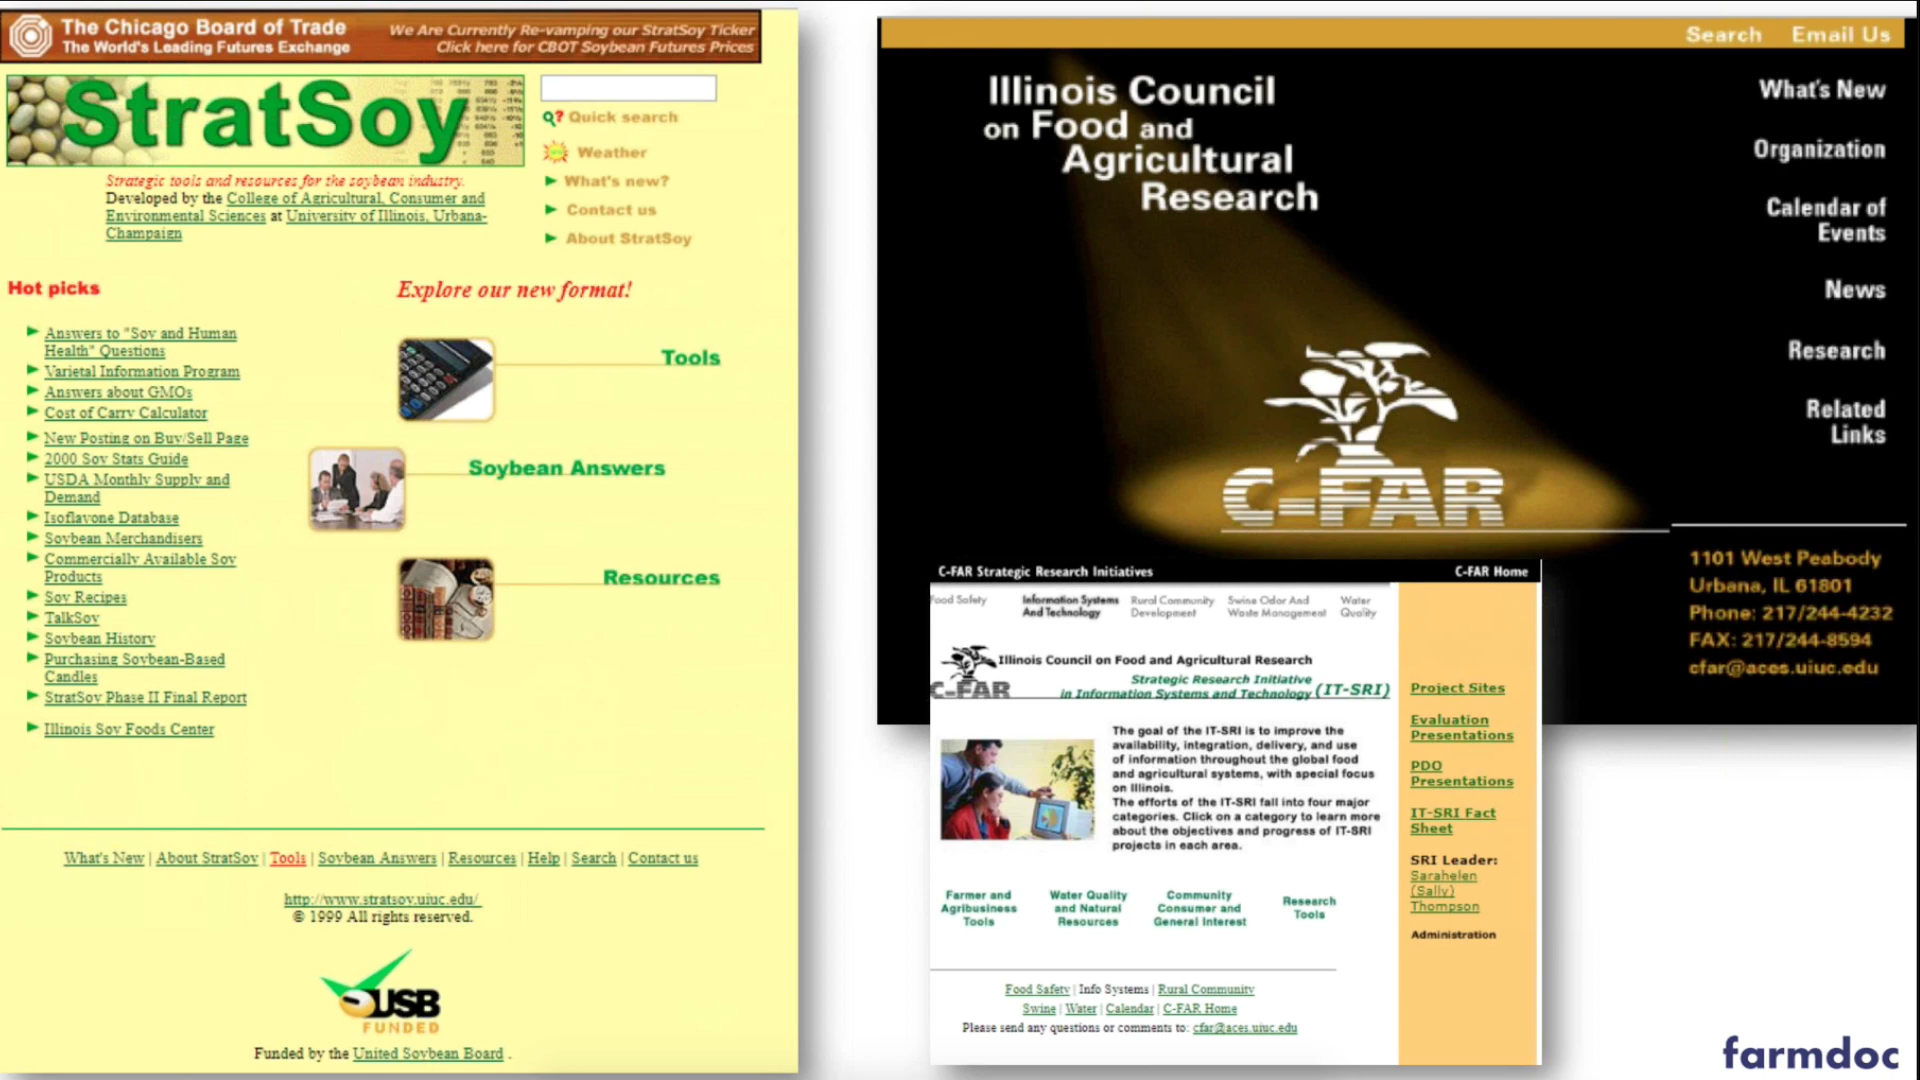 The Chicago Board of Trade
The World's Leading Futures Exchange
We Are Currently Re-vamping our StratSoy Ticker
Click here for CBOT Soybean Futures Prices
StratSoy
Quick search
Weather
What's new?
Contact us
About StratSoy
Strategic tools and resources for the soybean industry.
Developed by the College of Agricultural, Consumer and
Environmental Sciences at University of Illinois, Urbana-
Champaign
Hot picks
Explore our new format!
Answers to "Soy and Human
Health" Questions
Varietal Information Program
Answers about GMOs
Cost of Carry Calculator
New Posting on Buy/Sell Page
2000 Soy Stats Guide
USDA Monthly Supply and
Demand
Isoflavone Database
Soybean Merchandisers
Commercially Available Soy
Products
Soy Recipes
TalkSoy
Soybean History
Purchasing Soybean-Based
Candles
StratSoy Phase II Final Report
Illinois Soy Foods Center
Tools
Soybean Answers
Resources
What's New | About StratSoy | Tools | Soybean Answers | Resources | Help | Search | Contact us
http://www.stratsoy.uiuc.edu/
© 1999 All rights reserved.
USB
FUNDED
Funded by the United Soybean Board .
Search Email Us
Illinois Council
on Food and
Agricultural
Research
What's New
Organization
Calendar of
Events
News
Research
Related
Links
C-FAR
1101 West Peabody
Urbana, IL 61801
Phone: 217/244-4232
FAX: 217/244-8594
cfar@aces.uiuc.edu
C-FAR Strategic Research Initiatives
C-FAR Home
Food Safety
Information Systems
And Technology
Rural Community
Development
Swine Odor And
Waste Management
Water
Quality
C-FAR
Illinois Council on Food and Agricultural Research
Strategic Research Initiative
in Information Systems and Technology (IT-SRI)
The goal of the IT-SRI is to improve the
availability, integration, delivery, and use
of information throughout the global food
and agricultural systems, with special focus
on Illinois.
The efforts of the IT-SRI fall into four major
categories. Click on a category to learn more
about the objectives and progress of IT-SRI
projects in each area.
Farmer and
Agribusiness
Tools
Water Quality
and Natural
Resources
Community
Consumer and
General Interest
Research
Tools
Project Sites
Evaluation
Presentations
PDO
Presentations
IT-SRI Fact
Sheet
SRI Leader:
Sarahelen
(Sally)
Thompson
Administration
Food Safety | Info Systems | Rural Community
Swine | Water | Calendar | C-FAR Home
Please send any questions or comments to: cfar@aces.uiuc.edu
farmdoc